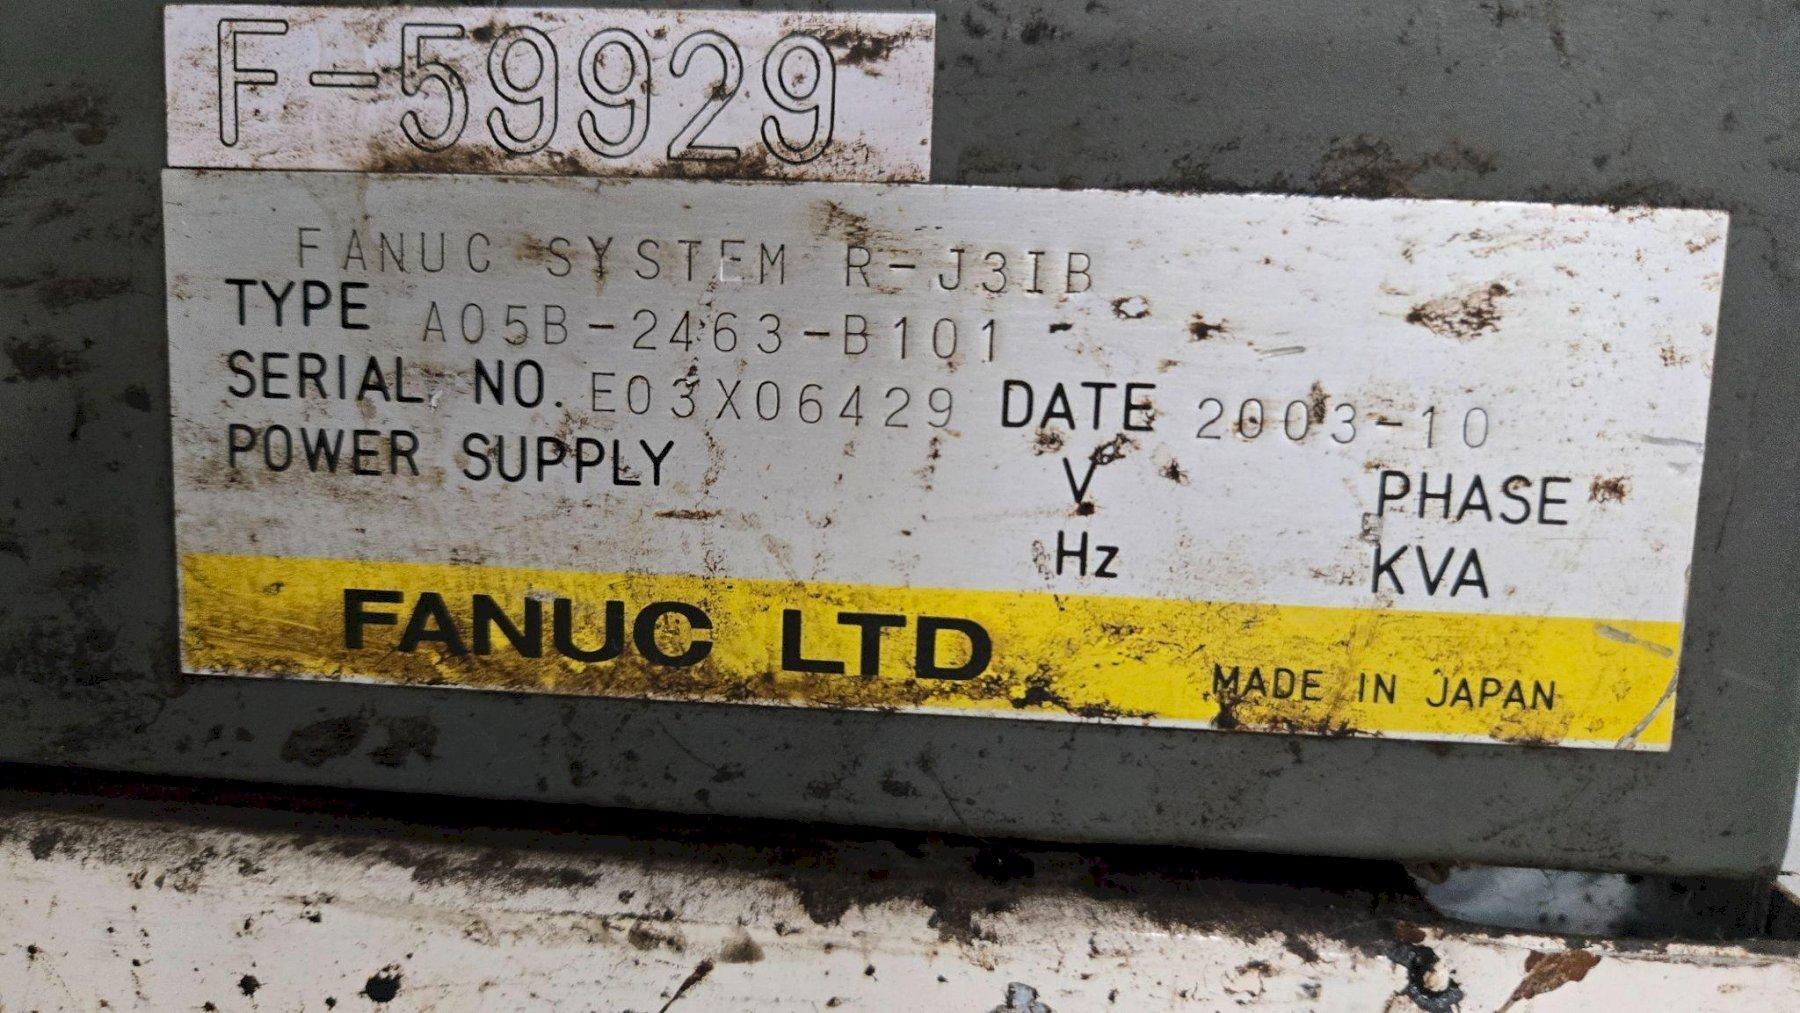 F-59929
FANUC SYSTEM R-J3IB
TYPE A05B-2463-B101
SERIAL NO. E03X06429 DATE 2003-10
POWER SUPPLY V PHASE
Hz KVA
FANUC LTD MADE IN JAPAN